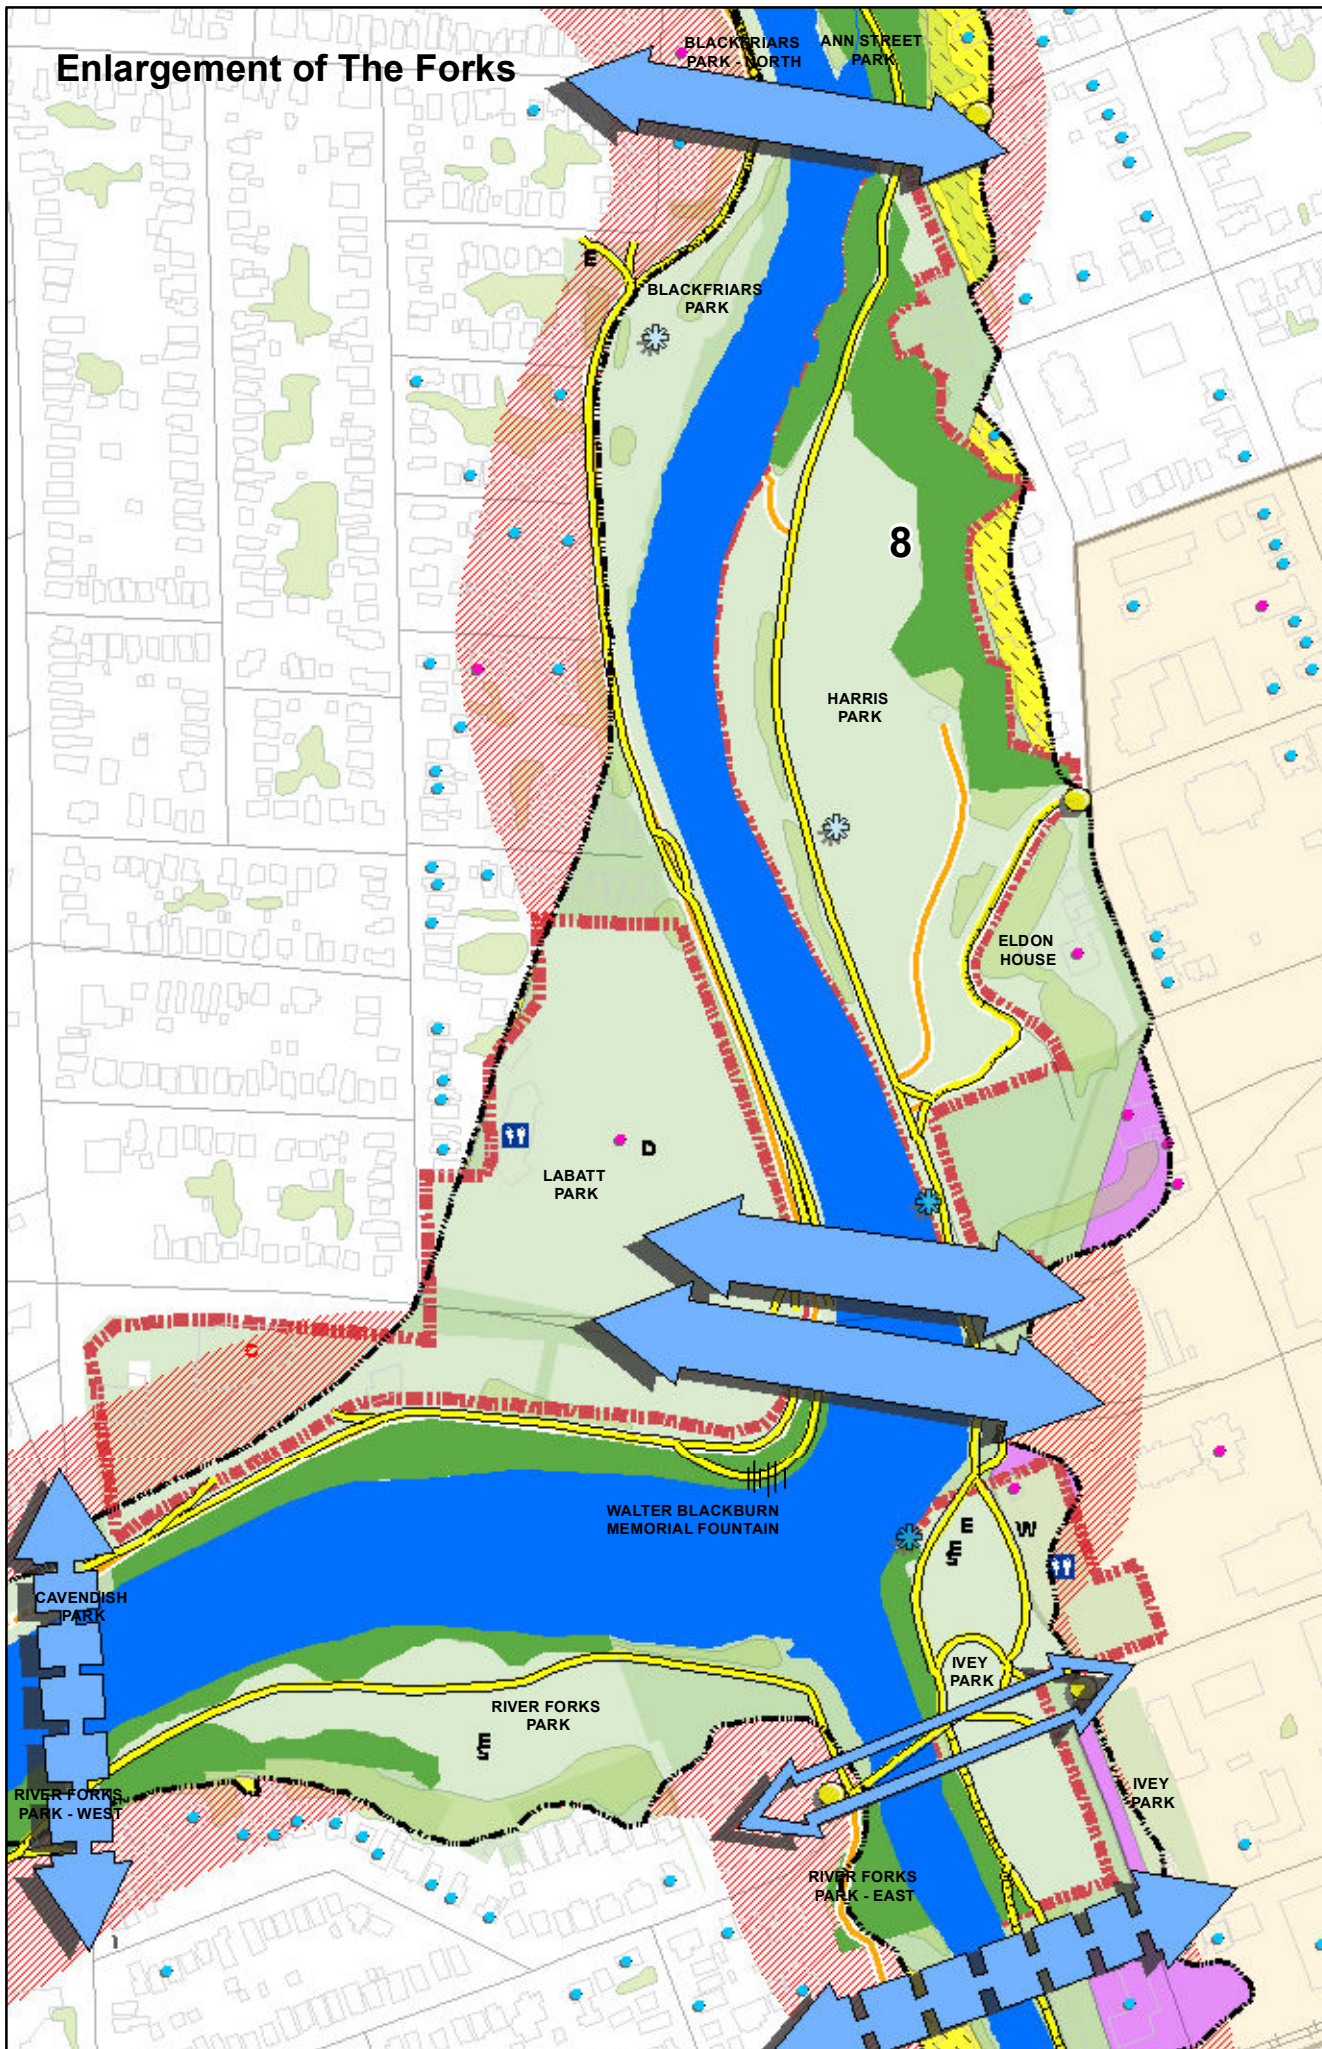 Enlargement of The Forks
BLACKFRIARS
PARK - NORTH
ANN STREET
PARK
E
BLACKFRIARS
PARK
8
HARRIS
PARK
ELDON
HOUSE
D
LABATT
PARK
WALTER BLACKBURN
MEMORIAL FOUNTAIN
E
W
CAVENDISH
PARK
IVEY
PARK
RIVER FORKS
PARK
IVEY
PARK
RIVER FORKS
PARK - WEST
RIVER FORKS
PARK - EAST